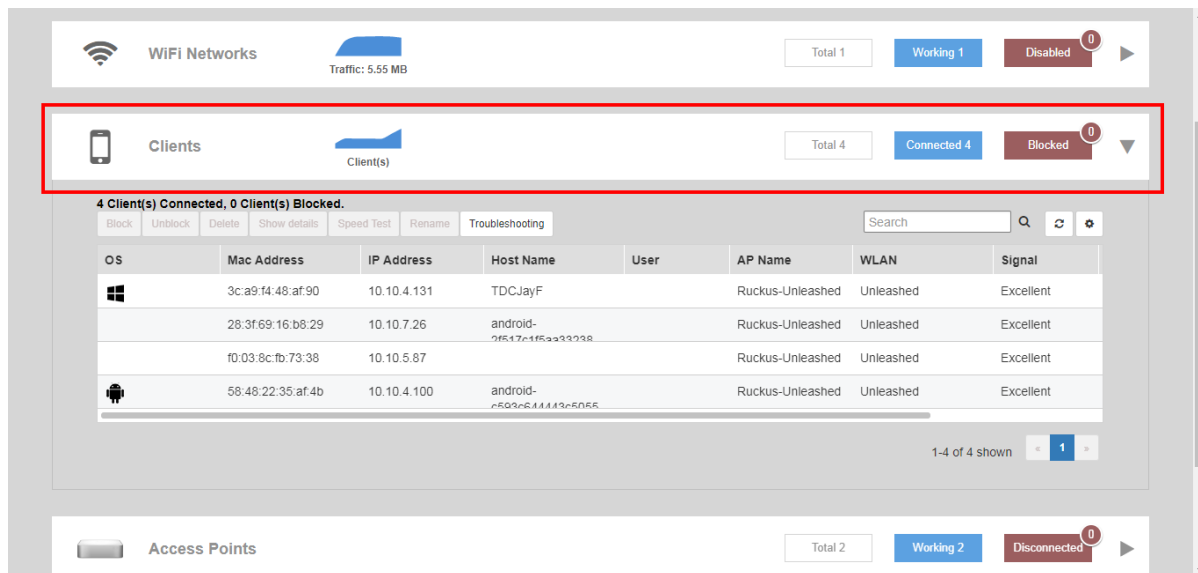 WiFi Networks
Traffic: 5.55 MB
Total 1
Working 1
Disabled
0
Clients
Client(s)
Total 4
Connected 4
Blocked
0
4 Client(s) Connected, 0 Client(s) Blocked.
Block Unblock Delete Show details Speed Test Rename Troubleshooting
Search
OS Mac Address IP Address Host Name User AP Name WLAN Signal
3c:a9:f4:48:af:90 10.10.4.131 TDCJayF Ruckus-Unleashed Unleashed Excellent
28:3f:69:16:b8:29 10.10.7.26 android- Ruckus-Unleashed Unleashed Excellent
2f517c1f5aa33238
f0:03:8c:fb:73:38 10.10.5.87 Ruckus-Unleashed Unleashed Excellent
58:48:22:35:af:4b 10.10.4.100 android- Ruckus-Unleashed Unleashed Excellent
c593c644443c5055
1-4 of 4 shown « 1 »
Access Points
Total 2
Working 2
Disconnected
0